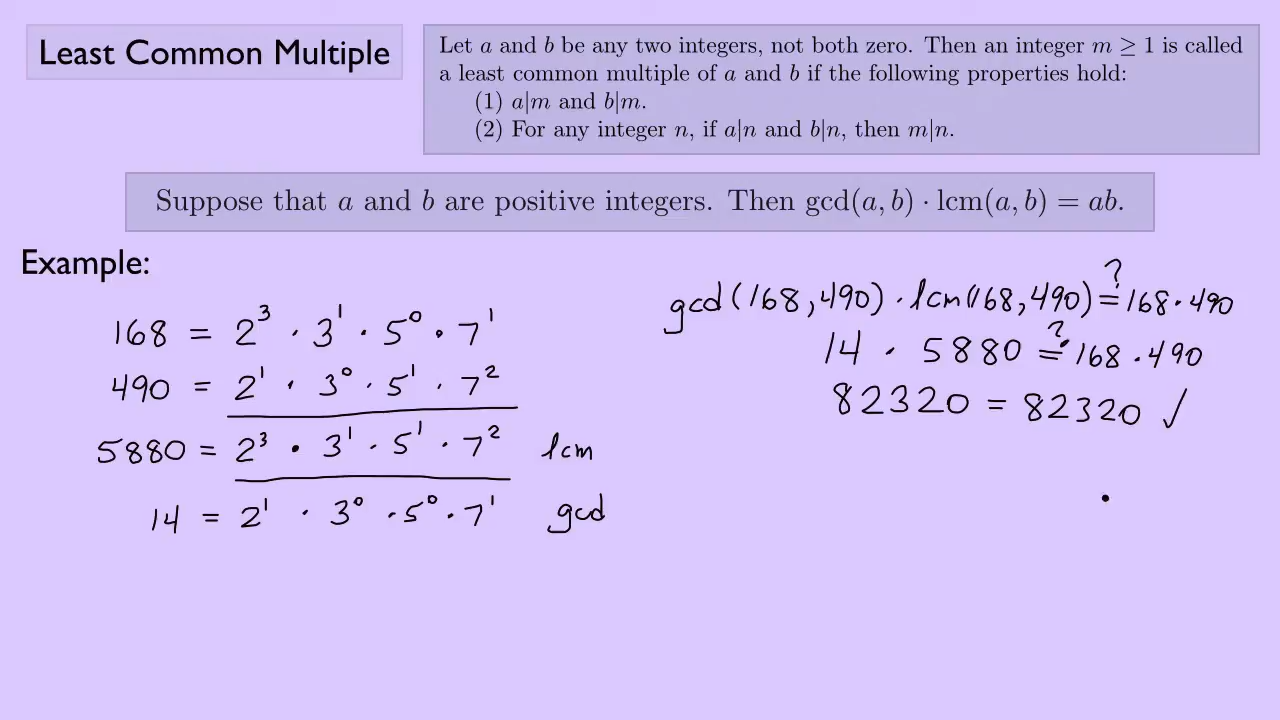 Least Common Multiple
Let a and b be any two integers, not both zero. Then an integer m ≥ 1 is called
a least common multiple of a and b if the following properties hold:
(1) a|m and b|m.
(2) For any integer n, if a|n and b|n, then m|n.
Suppose that a and b are positive integers. Then gcd(a, b) · lcm(a, b) = ab.
Example:
168 = 2³ · 3¹ · 5⁰ · 7¹
490 = 2¹ · 3⁰ · 5¹ · 7²
5880 = 2³ · 3¹ · 5¹ · 7² lcm
14 = 2¹ · 3⁰ · 5⁰ · 7¹ gcd
?
gcd(168,490) · lcm(168,490) = 168 · 490
?
14 · 5880 = 168 · 490
82320 = 82320 ✓